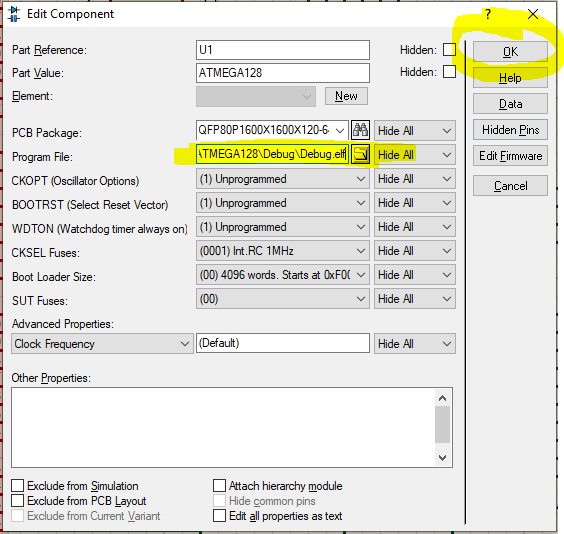 Edit Component
?
Part Reference: U1 Hidden: OK
Part Value: ATMEGA128 Hidden: Help
Element: New Data
PCB Package: QFP80P1600X1600X120-6 Hide All Hidden Pins
Program File: ATMEGA128\Debug\Debug.elf Hide All Edit Firmware
CKOPT (Oscillator Options) (1) Unprogrammed Hide All Cancel
BOOTRST (Select Reset Vector) (1) Unprogrammed Hide All
WDTON (Watchdog timer always on) (1) Unprogrammed Hide All
CKSEL Fuses: (0001) Int.RC 1MHz Hide All
Boot Loader Size: (00) 4096 words. Starts at 0xF00 Hide All
SUT Fuses: (00) Hide All
Advanced Properties:
Clock Frequency (Default) Hide All
Other Properties:
Exclude from Simulation Attach hierarchy module
Exclude from PCB Layout Hide common pins
Exclude from Current Variant Edit all properties as text